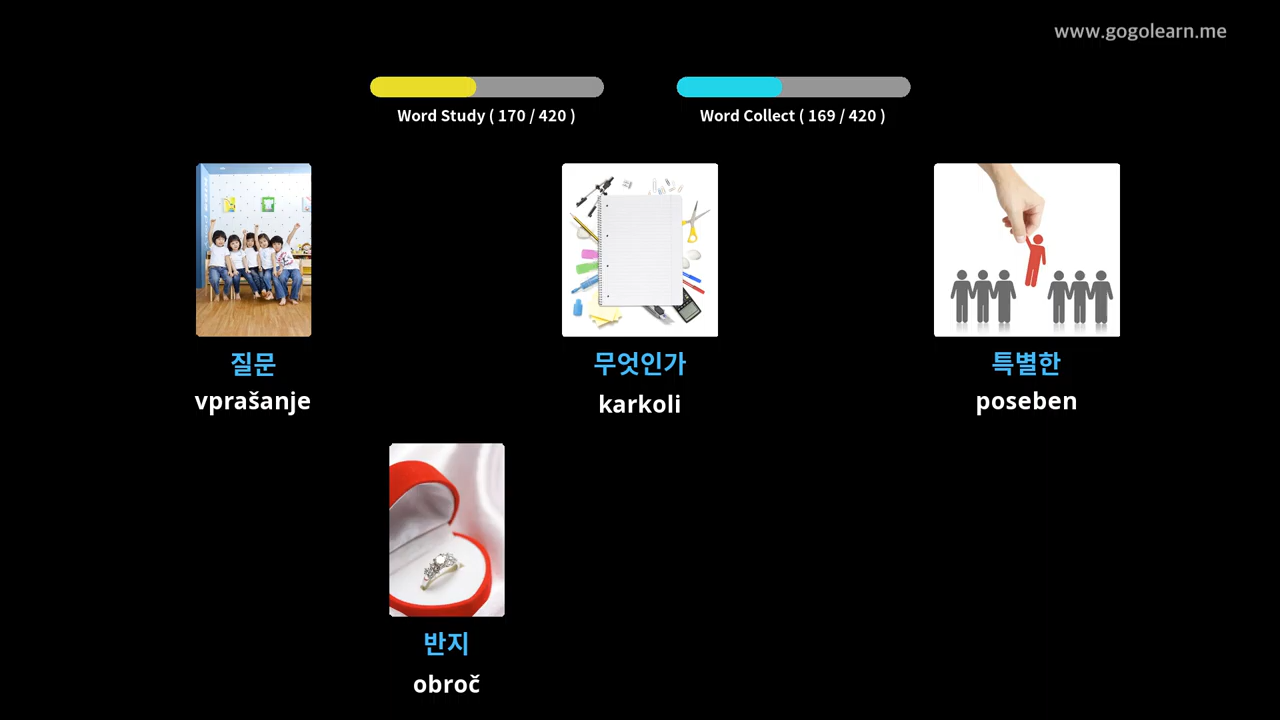 www.gogolearn.me
Word Study ( 170 / 420 )
Word Collect ( 169 / 420 )
질문
vprašanje
무엇인가
karkoli
특별한
poseben
반지
obroč